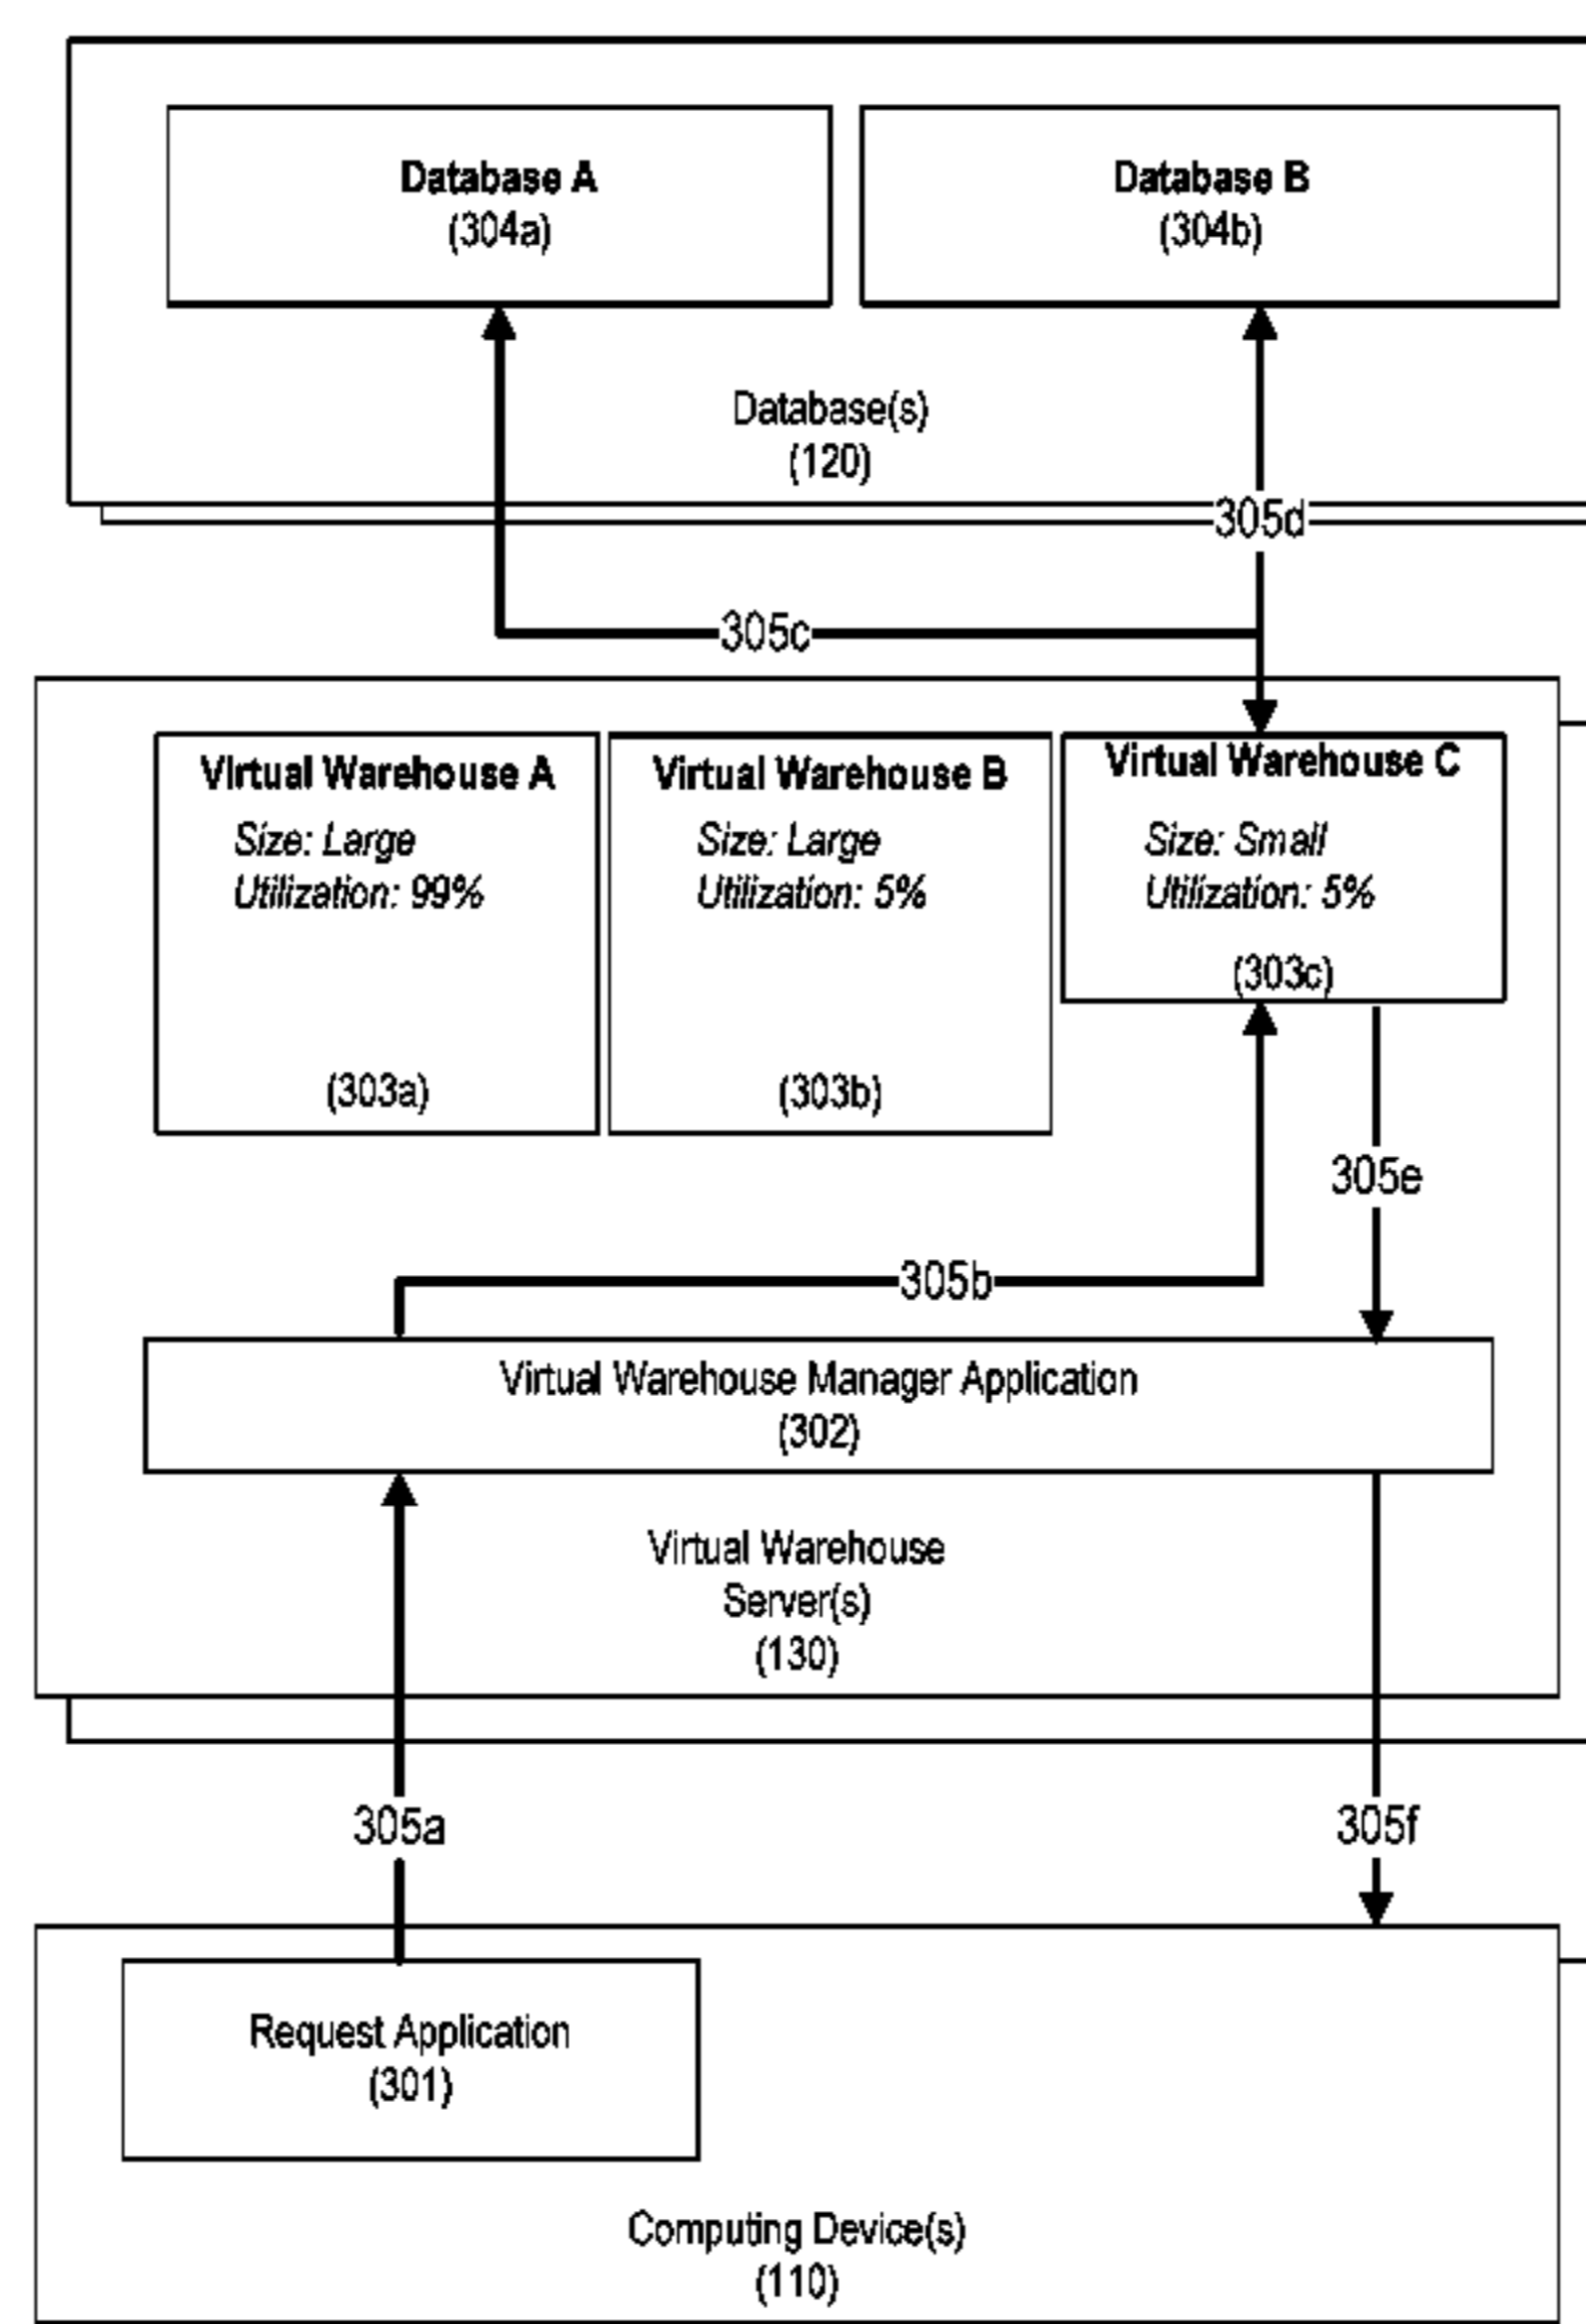 Database A
(304a)
Database B
(304b)
Database(s)
(120)
305d
305c
Virtual Warehouse A
Size: Large
Utilization: 99%
(303a)
Virtual Warehouse B
Size: Large
Utilization: 5%
(303b)
Virtual Warehouse C
Size: Small
Utilization: 5%
(303c)
305e
305b
Virtual Warehouse Manager Application
(302)
Virtual Warehouse
Server(s)
(130)
305a
305f
Request Application
(301)
Computing Device(s)
(110)